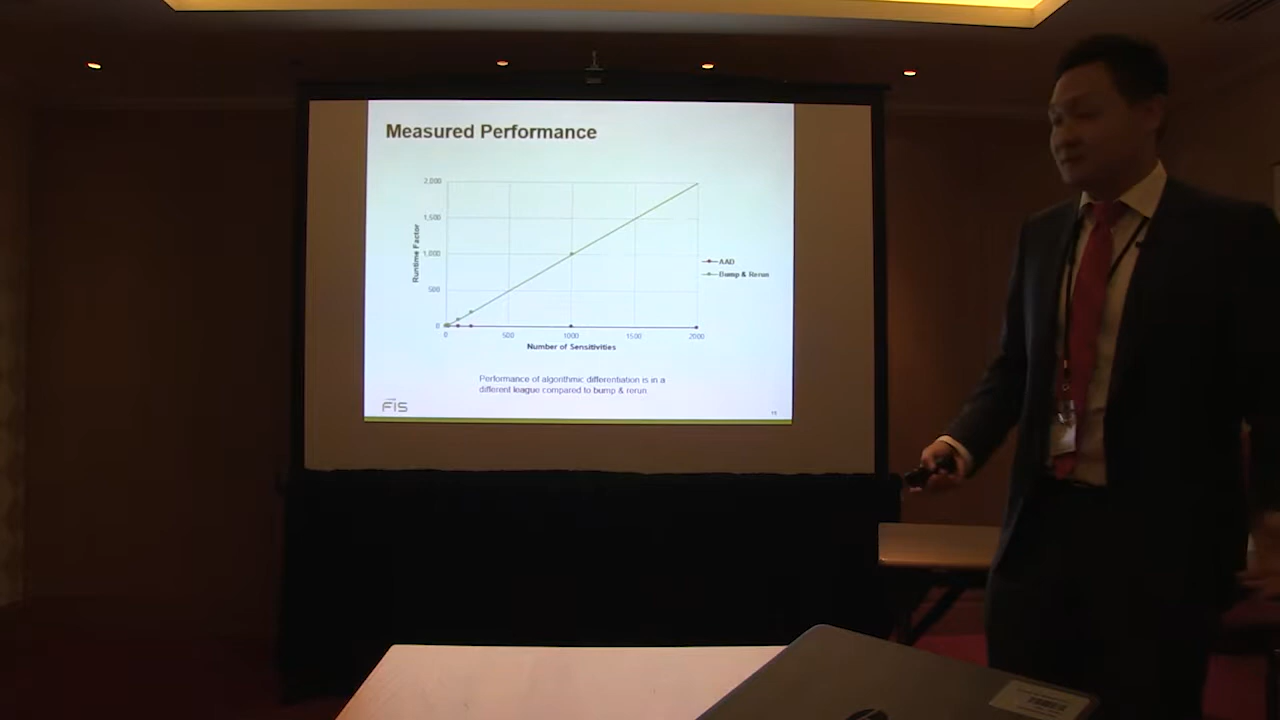 Measured Performance
2,000
1,500
1,000
500
0
Runtime Factor
0 500 1000 1500 2000
Number of Sensitivities
AAD
Bump & Rerun
Performance of algorithmic differentiation is in a
different league compared to bump & rerun
FIS